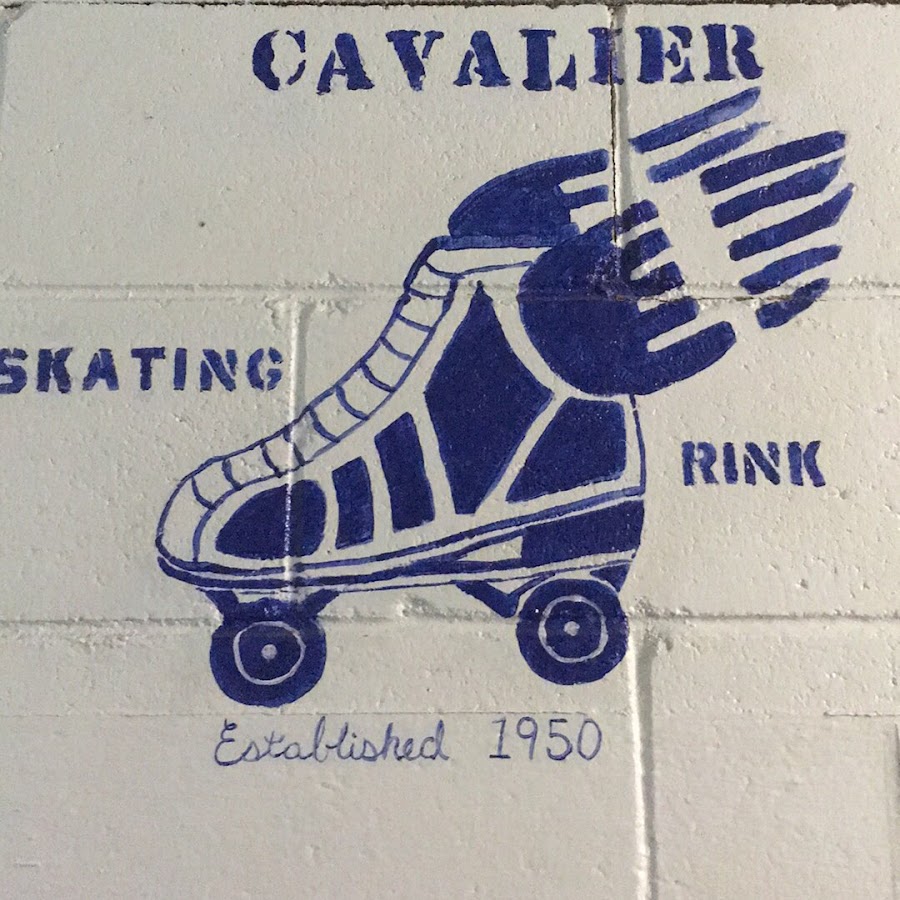 CAVALIER
SKATING
RINK
Established 1950